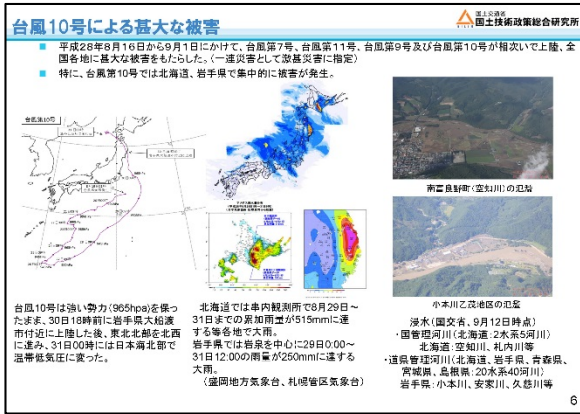 台風10号による甚大な被害
国土交通省
国土技術政策総合研究所
■ 平成28年8月16日から9月1日にかけて、台風第7号、台風第11号、台風第9号及び台風第10号が相次いで上陸、全
国各地に甚大な被害をもたらした。(一連災害として激甚災害に指定)
■ 特に、台風第10号では北海道、岩手県で集中的に被害が発生。
台風第10号
南富良野町(空知川)の氾濫
小本川乙茂地区の氾濫
台風10号は強い勢力(965hpa)を保っ
たまま、30日18時前に岩手県大船渡
市付近に上陸した後、東北北部を北西
に進み、31日00時には日本海北部で
温帯低気圧に変った。
北海道では串内観測所で8月29日~
31日までの累加雨量が515mmに達
する等各地で大雨。
岩手県では岩泉を中心に29日0:00~
31日12:00の雨量が250mmに達する
大雨。
(盛岡地方気象台、札幌管区気象台)
浸水(国交省、9月12日時点)
・国管理河川(北海道:2水系5河川)
北海道:空知川、札内川等
・道県管理河川(北海道、岩手県、青森県、
宮城県、島根県:20水系40河川)
岩手県:小本川、安家川、久慈川等
6